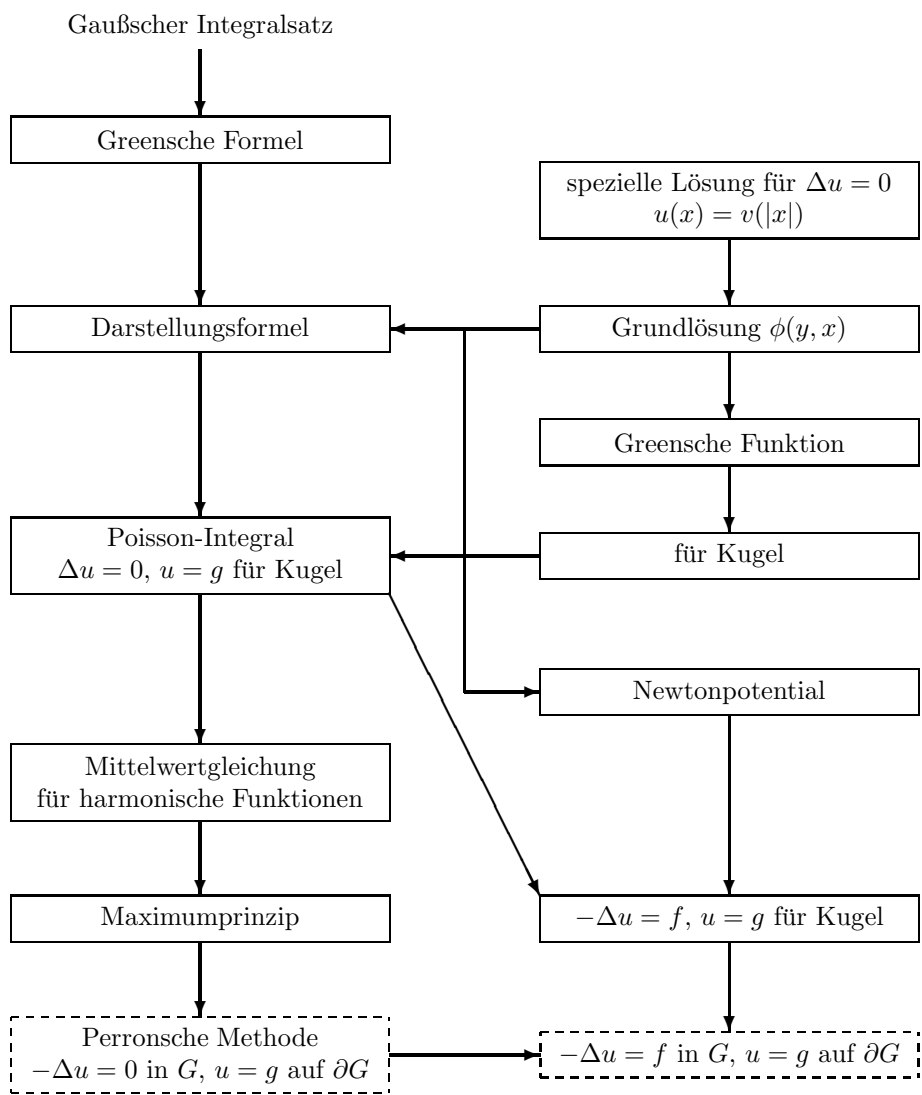 Gaußscher Integralsatz
Greensche Formel
spezielle Lösung für Δu = 0
u(x) = v(|x|)
Darstellungsformel
Grundlösung ϕ(y, x)
Greensche Funktion
Poisson-Integral
Δu = 0, u = g für Kugel
für Kugel
Newtonpotential
Mittelwertgleichung
für harmonische Funktionen
Maximumprinzip
−Δu = f, u = g für Kugel
Perronsche Methode
−Δu = 0 in G, u = g auf ∂G
−Δu = f in G, u = g auf ∂G